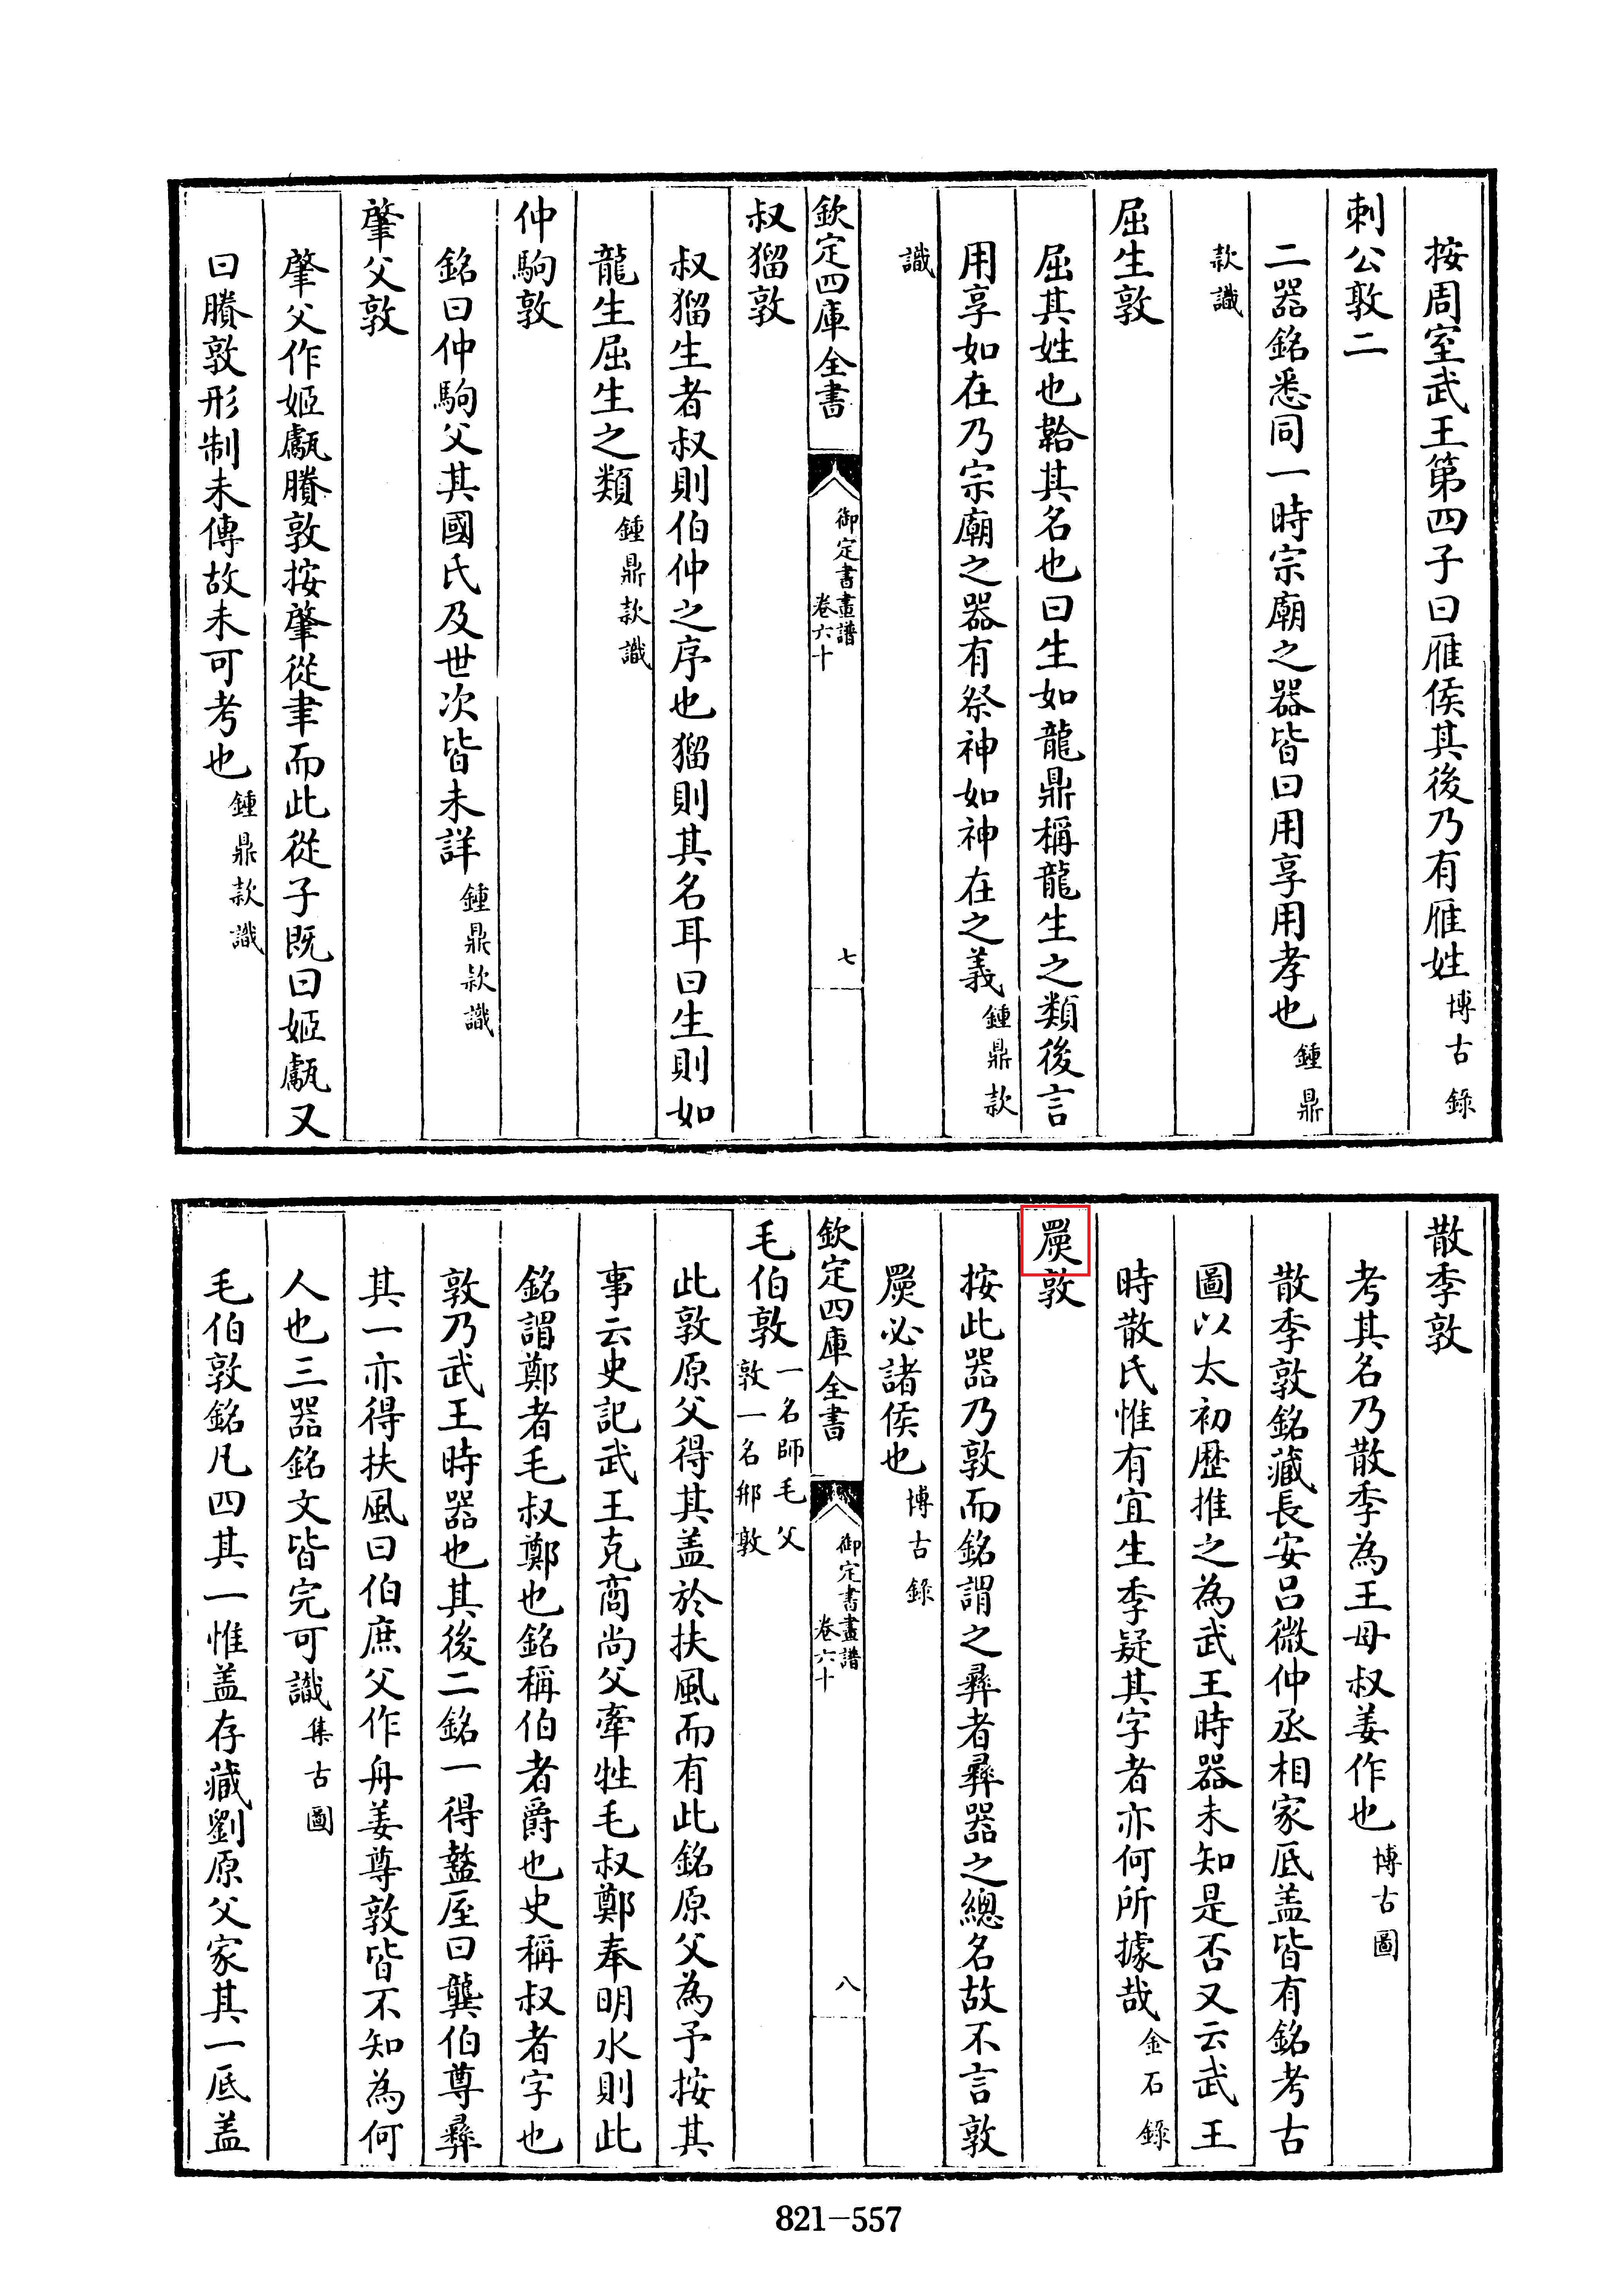 按周室武王第四子曰雁侯其後乃有雁姓博古錄
刺公敦二
二器銘悉同一時宗廟之器皆曰用享用孝也鍾鼎
款識
屈生敦
屈其姓也韐其名也曰生如龍鼎稱龍生之類後言
用享如在乃宗廟之器有祭神如神在之義鍾鼎款
識
欽定四庫全書 御定書畫譜 卷六十 七
叔㺉敦
叔㺉生者叔則伯仲之序也㺉則其名耳曰生則如
龍生屈生之類鍾鼎款識
仲駒敦
銘曰仲駒父其國氏及世次皆未詳鍾鼎款識
肇父敦
肇父作姬甗賸敦按肇從聿而此從子既曰姬甗又
曰賸敦形制未傳故未可考也鍾鼎款識
散季敦
考其名乃散季為王母叔姜作也博古圖
散季敦銘藏長安呂微仲丞相家底盖皆有銘考古
圖以太初歷推之為武王時器未知是否又云武王
時散氏惟有宜生季疑其字者亦何所據哉金石錄
敦
按此器乃敦而銘謂之彝者彝器之總名故不言敦
必諸侯也博古錄
欽定四庫全書 御定書畫譜 卷六十 八
毛伯敦一名師毛父敦一名邢敦
此敦原父得其盖於扶風而有此銘原父為予按其
事云史記武王克商尚父牽牲毛叔鄭奉明水則此
銘謂鄭者毛叔鄭也銘稱伯者爵也史稱叔者字也
敦乃武王時器也其後二銘一得盩厔曰龔伯尊彝
其一亦得扶風曰伯庶父作舟姜尊敦皆不知為何
人也三器銘文皆完可識集古圖
毛伯敦銘凡四其一惟盖存藏劉原父家其一底盖
821-557